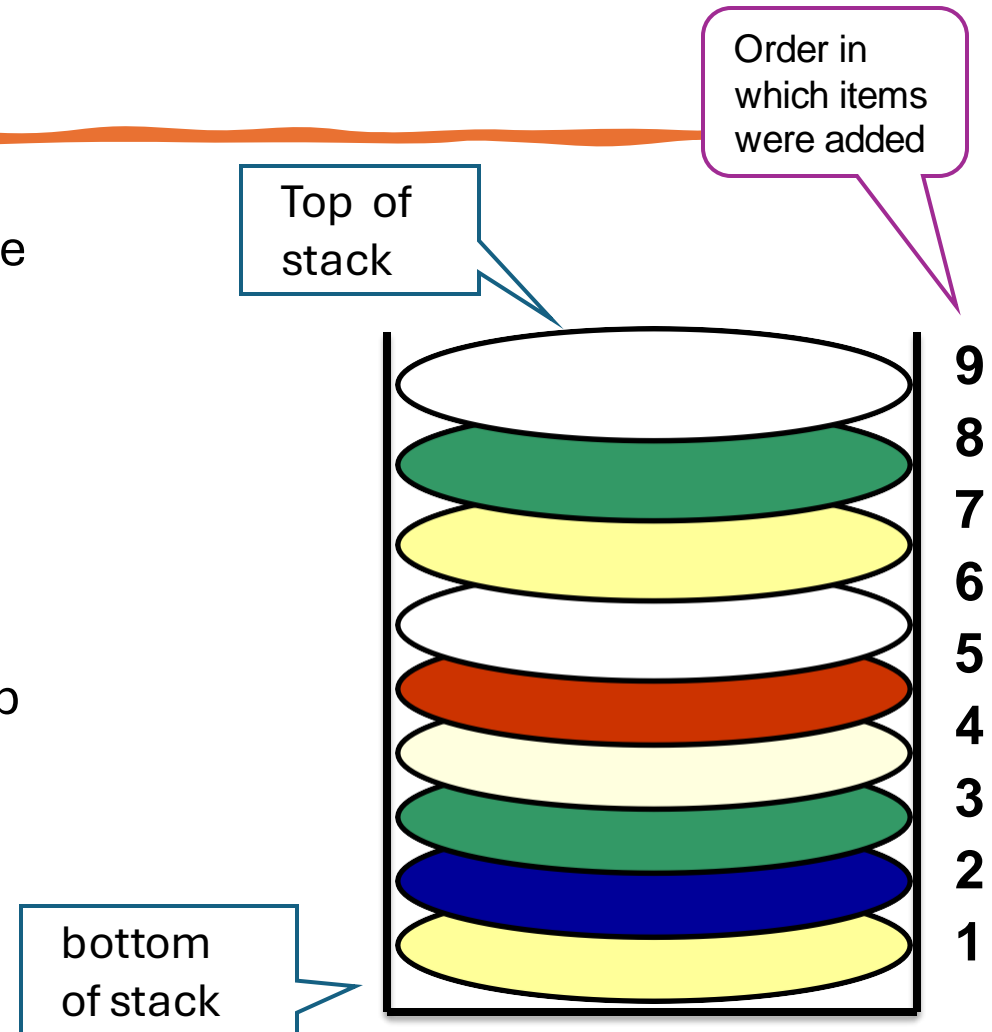 Order in
which items
were added
Top of
stack
e
9
8
7
6
5
p
4
3
2
1
bottom
of stack